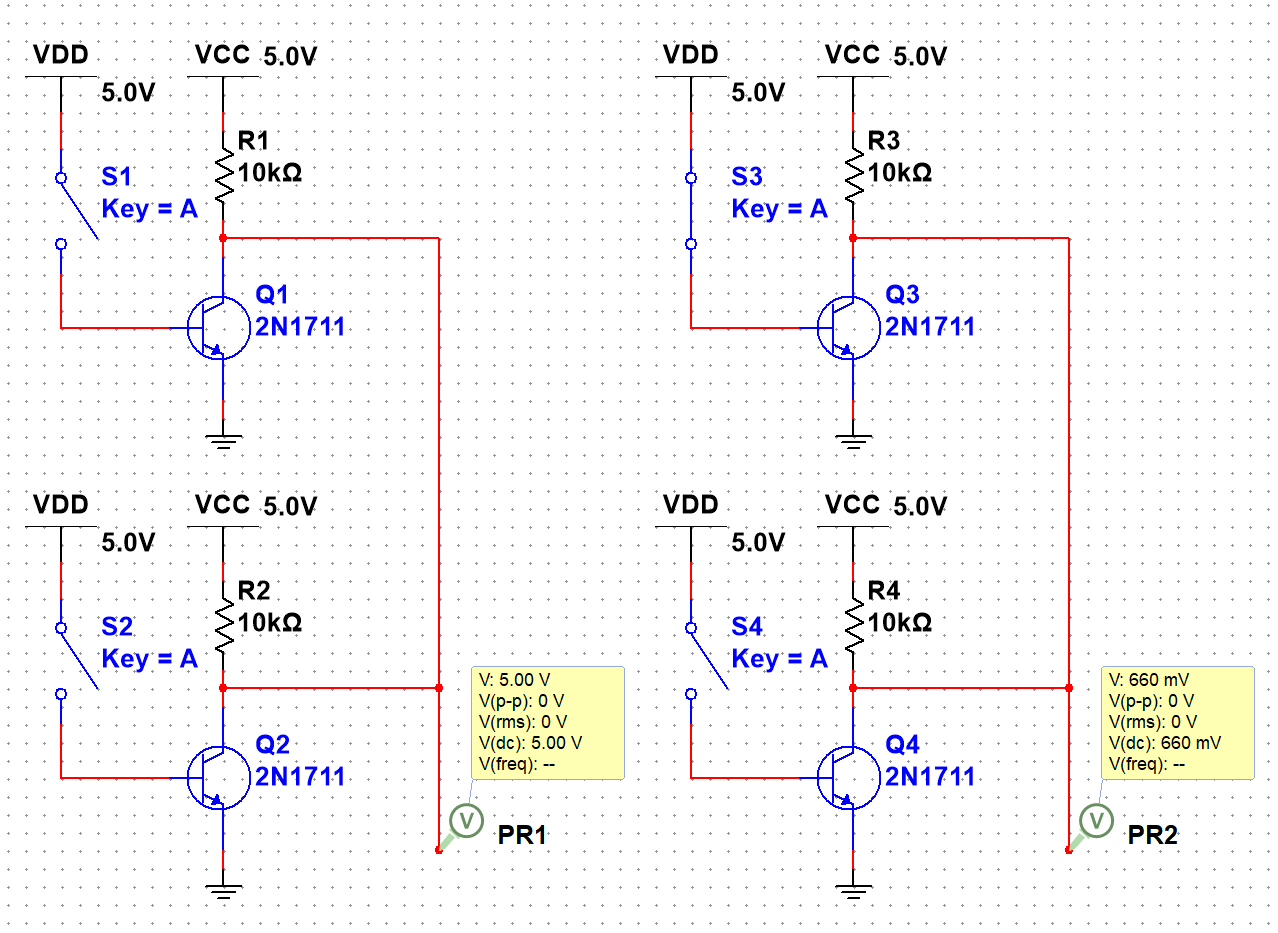 VDD
VCC 5.0V
5.0V
R1
10kΩ
S1
Key = A
Q1
2N1711
VDD
VCC 5.0V
5.0V
R3
10kΩ
S3
Key = A
Q3
2N1711
VDD
VCC 5.0V
5.0V
R2
10kΩ
S2
Key = A
Q2
2N1711
V: 5.00 V
V(p-p): 0 V
V(rms): 0 V
V(dc): 5.00 V
V(freq): --
V
PR1
VDD
VCC 5.0V
5.0V
R4
10kΩ
S4
Key = A
Q4
2N1711
V: 660 mV
V(p-p): 0 V
V(rms): 0 V
V(dc): 660 mV
V(freq): --
V
PR2